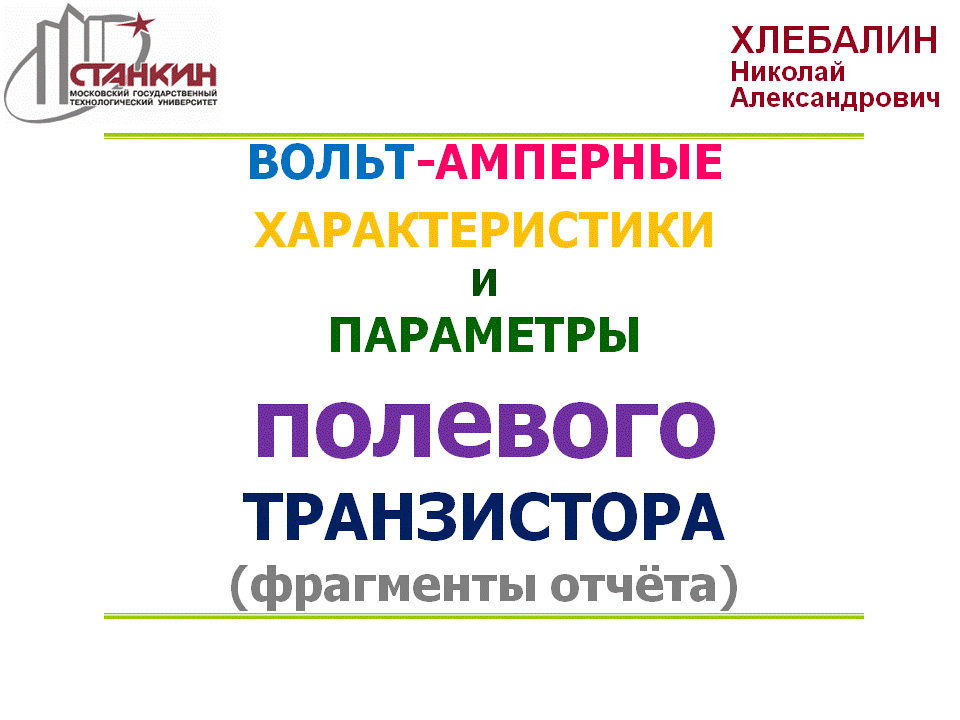 СТАНКИН
МОСКОВСКИЙ ГОСУДАРСТВЕННЫЙ
ТЕХНОЛОГИЧЕСКИЙ УНИВЕРСИТЕТ
ХЛЕБАЛИН
Николай
Александрович
ВОЛЬТ-АМПЕРНЫЕ
ХАРАКТЕРИСТИКИ
И
ПАРАМЕТРЫ
полевого
ТРАНЗИСТОРА
(фрагменты отчёта)